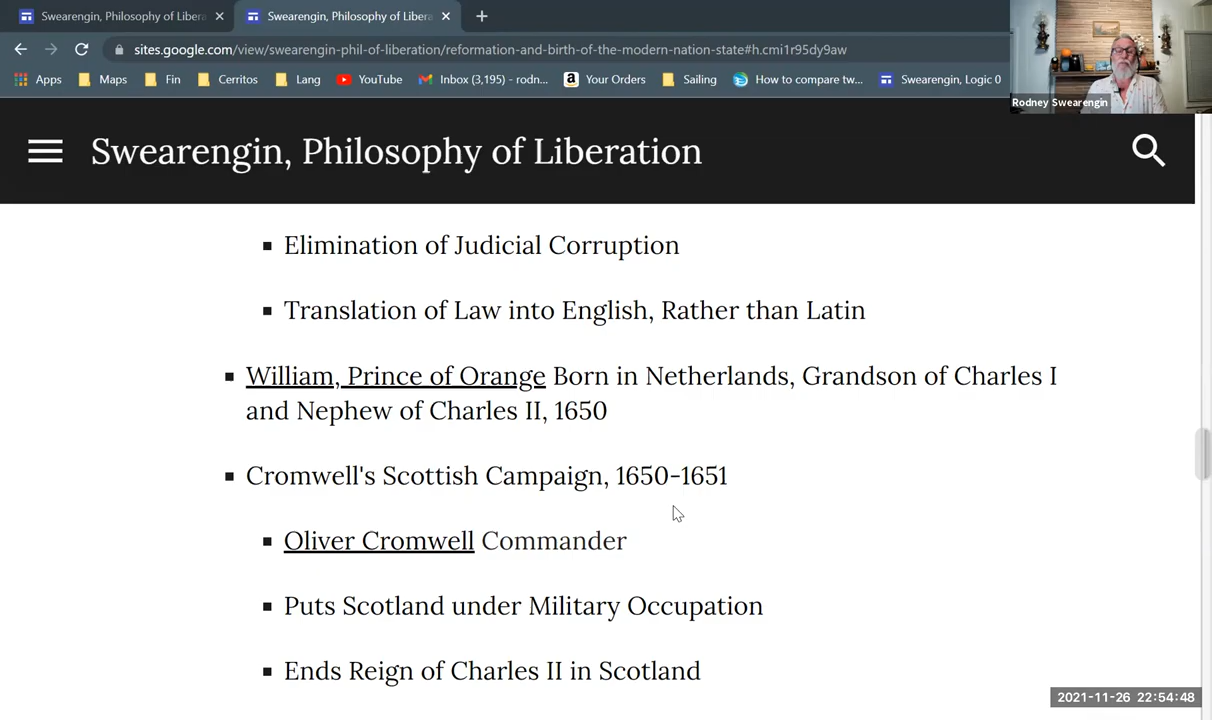 Swearengin, Philosophy of Libera
Swearengin, Philosophy of Libera
sites.google.com/view/swearengin-phil-of-liberation/reformation-and-birth-of-the-modern-nation-state#h.cmi1r95dy9aw
Apps Maps Fin Cerritos Lang YouTube Inbox (3,195) - rodn... Your Orders Sailing How to compare tw... Swearengin, Logic 0
Rodney Swearengin
Swearengin, Philosophy of Liberation
Elimination of Judicial Corruption
Translation of Law into English, Rather than Latin
William, Prince of Orange Born in Netherlands, Grandson of Charles I
and Nephew of Charles II, 1650
Cromwell's Scottish Campaign, 1650-1651
Oliver Cromwell Commander
Puts Scotland under Military Occupation
Ends Reign of Charles II in Scotland
2021-11-26 22:54:48